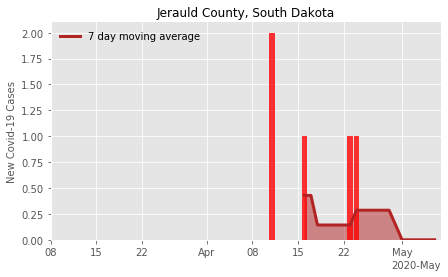 Jerauld County, South Dakota
7 day moving average
New Covid-19 Cases
2.00
1.75
1.50
1.25
1.00
0.75
0.50
0.25
0.00
08 15 22 Apr 08 15 22 May
2020-May